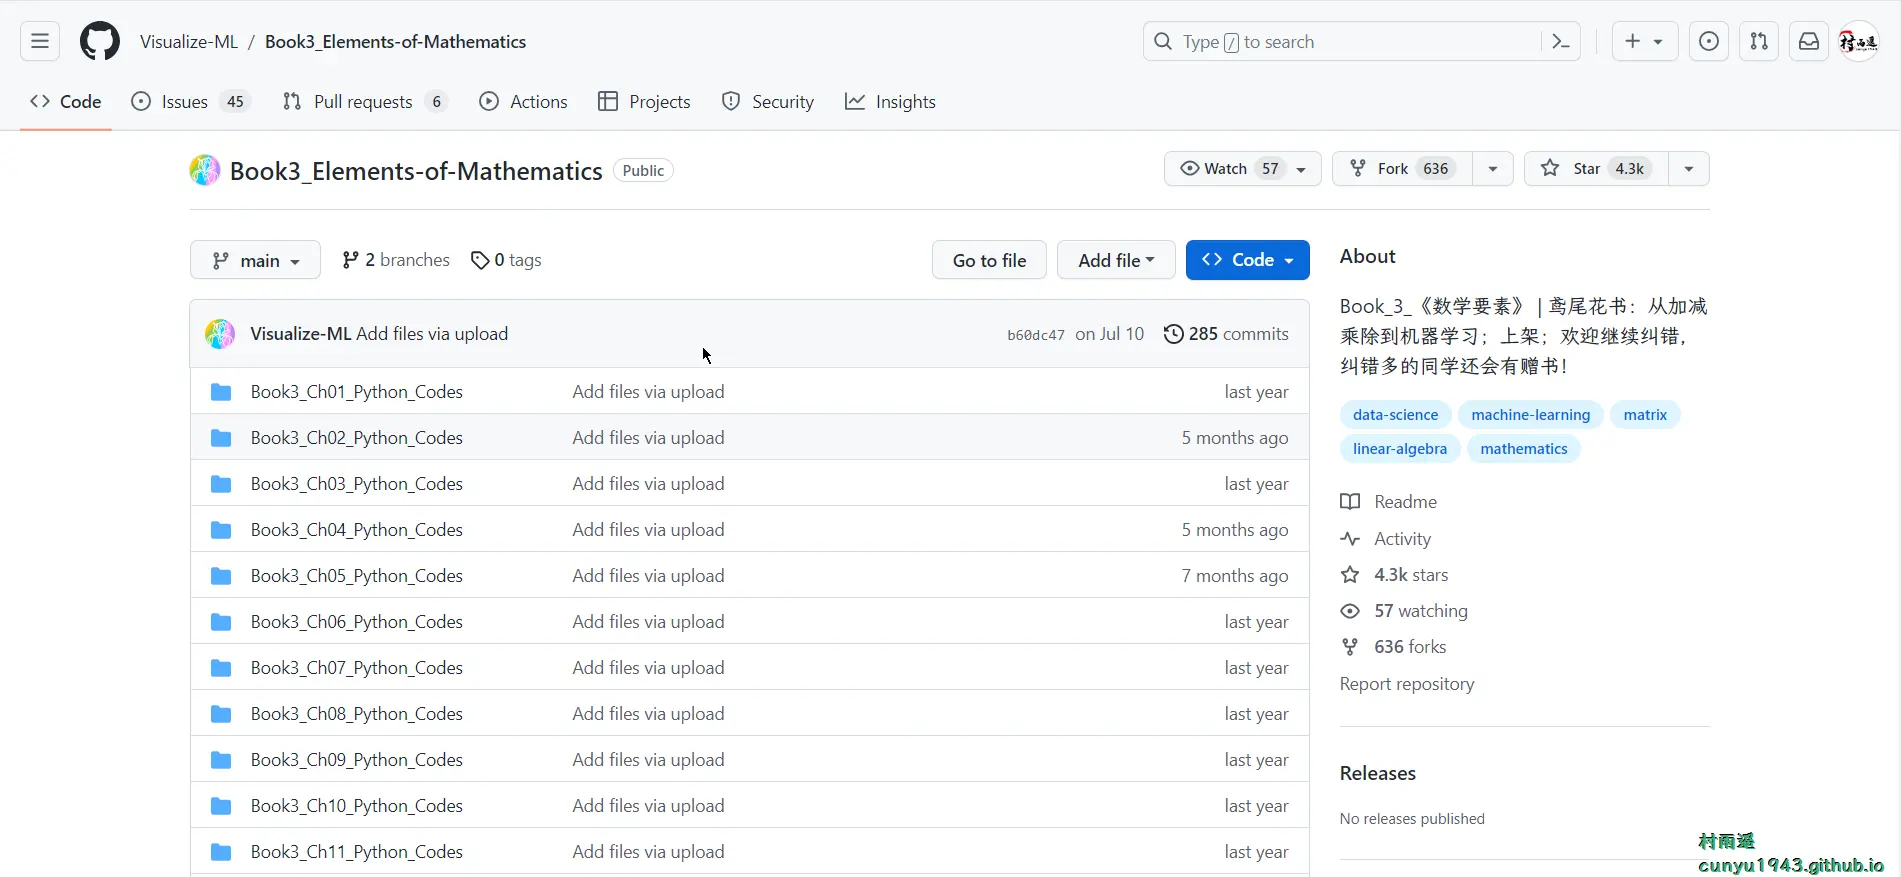 Visualize-ML / Book3_Elements-of-Mathematics
Type / to search
Code Issues 45 Pull requests 6 Actions Projects Security Insights
Book3_Elements-of-Mathematics Public
Watch 57 Fork 636 Star 4.3k
main 2 branches 0 tags Go to file Add file Code
Visualize-ML Add files via upload b60dc47 on Jul 10 285 commits
Book3_Ch01_Python_Codes Add files via upload last year
Book3_Ch02_Python_Codes Add files via upload 5 months ago
Book3_Ch03_Python_Codes Add files via upload last year
Book3_Ch04_Python_Codes Add files via upload 5 months ago
Book3_Ch05_Python_Codes Add files via upload 7 months ago
Book3_Ch06_Python_Codes Add files via upload last year
Book3_Ch07_Python_Codes Add files via upload last year
Book3_Ch08_Python_Codes Add files via upload last year
Book3_Ch09_Python_Codes Add files via upload last year
Book3_Ch10_Python_Codes Add files via upload last year
Book3_Ch11_Python_Codes Add files via upload last year
About
Book_3_《数学要素》 | 鸢尾花书：从加减
乘除到机器学习；上架；欢迎继续纠错，
纠错多的同学还会有赠书！
data-science machine-learning matrix
linear-algebra mathematics
Readme
Activity
4.3k stars
57 watching
636 forks
Report repository
Releases
No releases published
村雨遥
cunyu1943.github.io